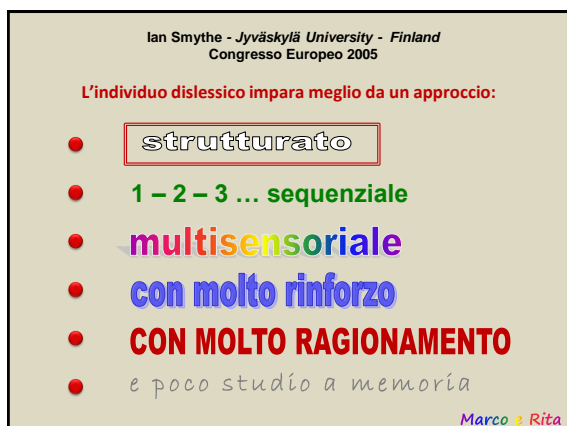 Ian Smythe - Jyväskylä University - Finland
Congresso Europeo 2005
L'individuo dislessico impara meglio da un approccio:
strutturato
1 – 2 – 3 … sequenziale
multisensoriale
con molto rinforzo
CON MOLTO RAGIONAMENTO
e poco studio a memoria
Marco e Rita